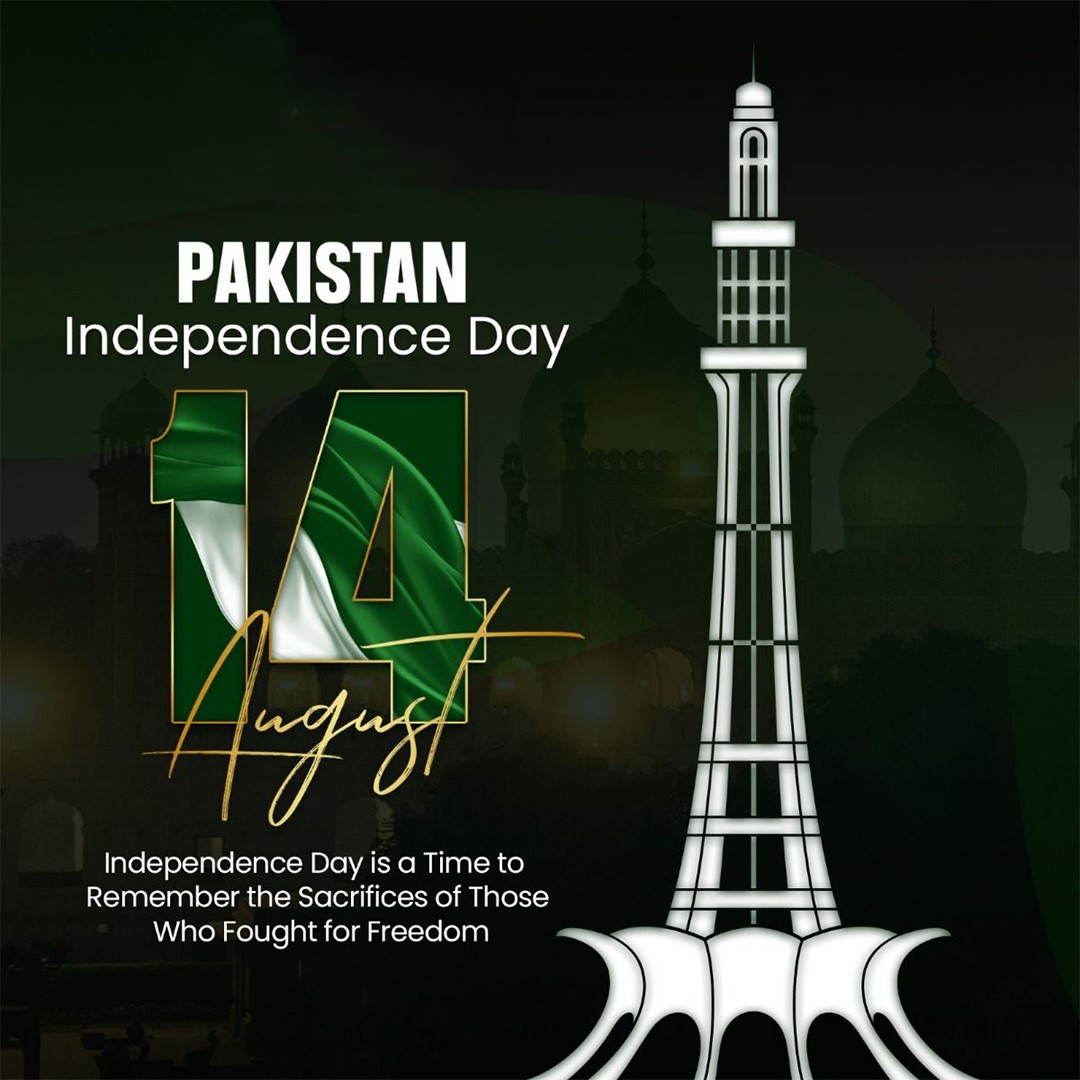 PAKISTAN
Independence Day
14
August
Independence Day is a Time to
Remember the Sacrifices of Those
Who Fought for Freedom